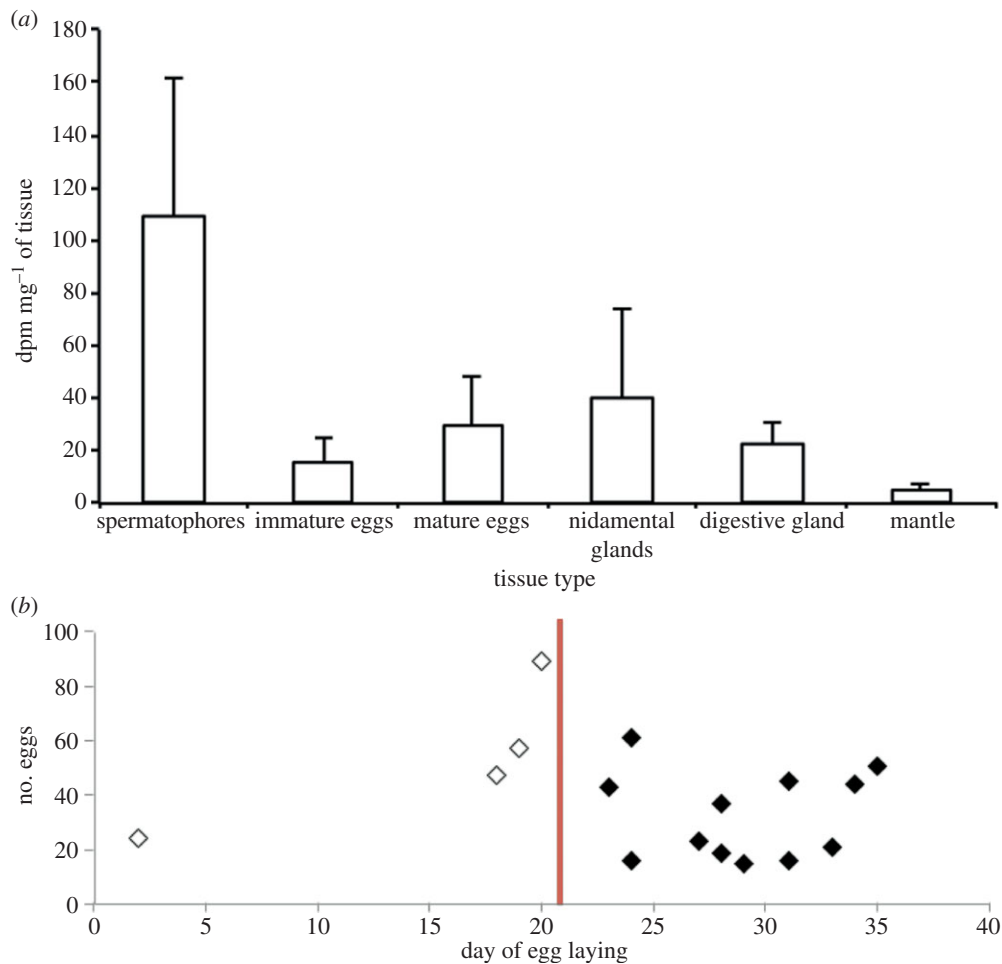 (a)
180
160
140
120
100
80
60
40
20
0
dpm mg⁻¹ of tissue
spermatophores immature eggs mature eggs nidamental digestive gland mantle
glands
tissue type
(b)
100
80
60
40
20
0
no. eggs
0 5 10 15 20 25 30 35 40
day of egg laying